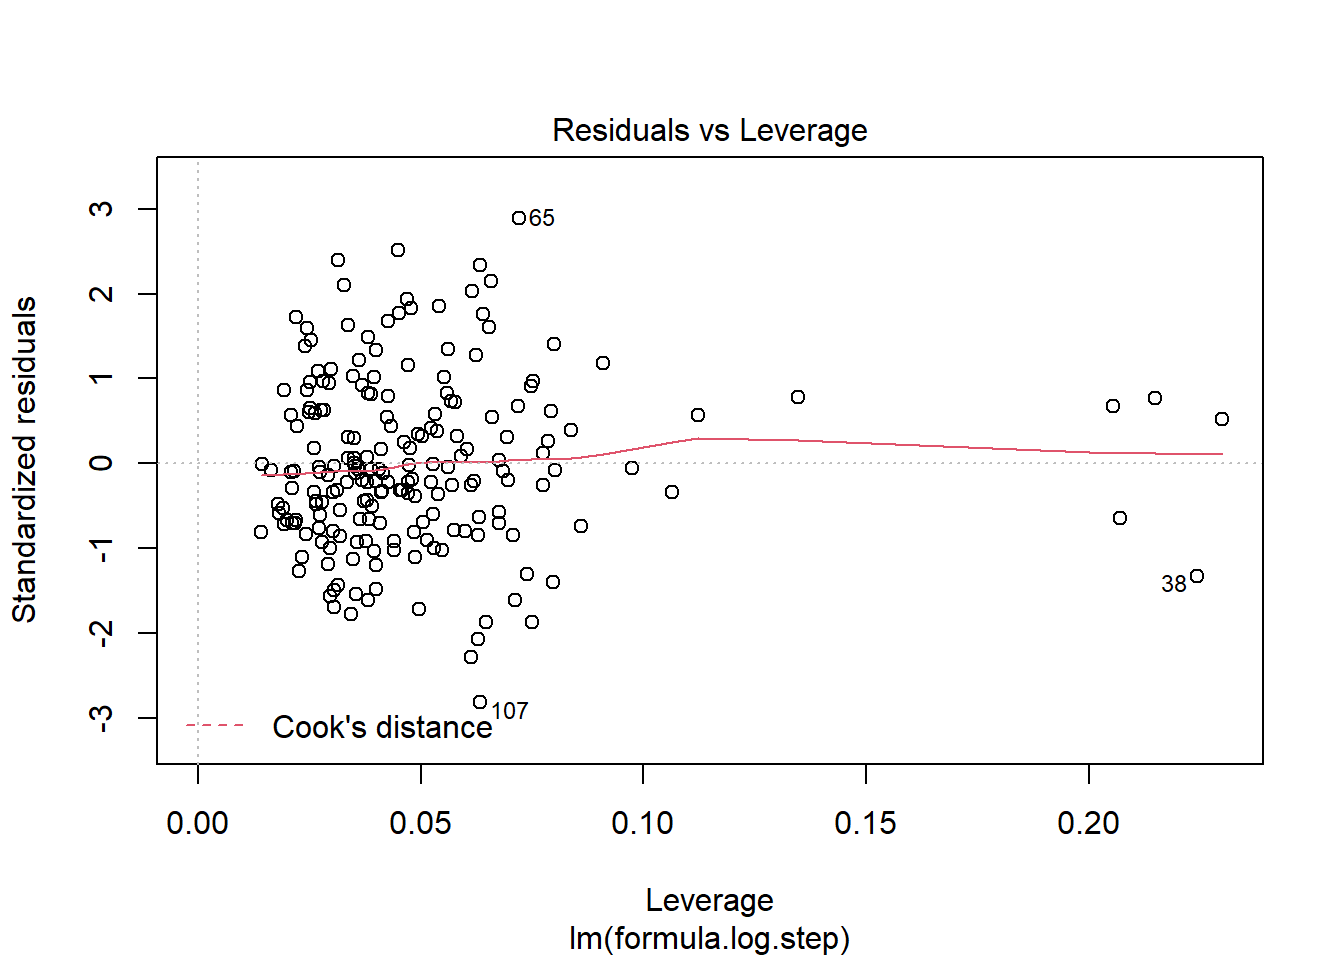 Residuals vs Leverage
Standardized residuals
3
2
1
0
-1
-2
-3
65
38
107
Cook's distance
0.00 0.05 0.10 0.15 0.20
Leverage
lm(formula.log.step)